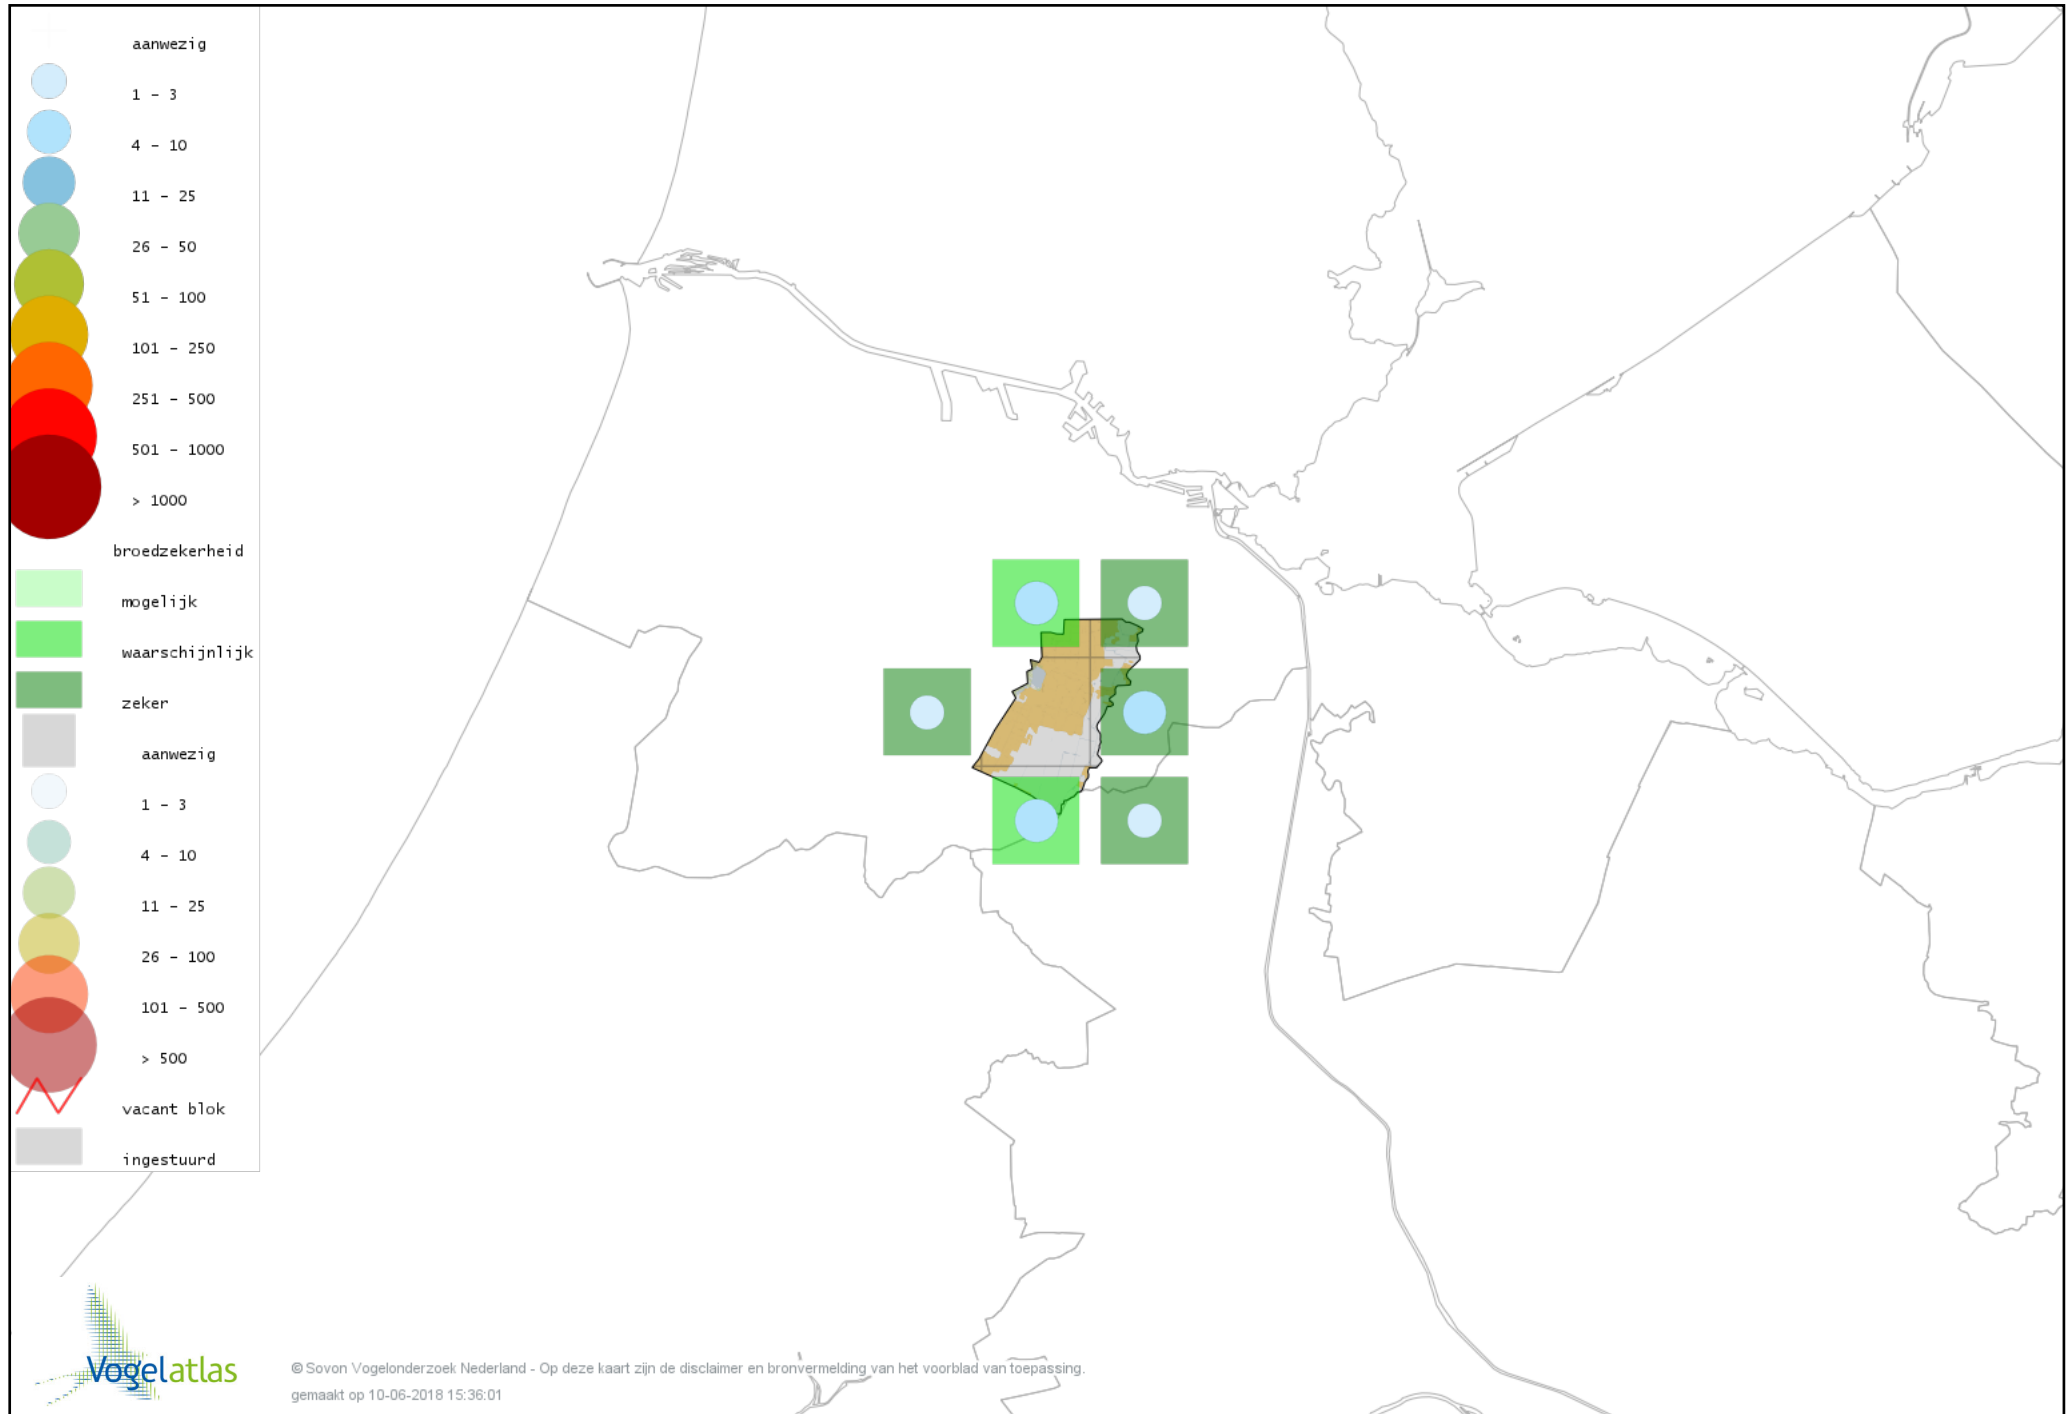 aanwezig
1 - 3
4 - 10
11 - 25
26 - 50
51 - 100
101 - 250
251 - 500
501 - 1000
> 1000
broedzekerheid
mogelijk
waarschijnlijk
zeker
aanwezig
1 - 3
4 - 10
11 - 25
26 - 100
101 - 500
> 500
vacant blok
ingestuurd
Vogelatlas
© Sovon Vogelonderzoek Nederland - Op deze kaart zijn de disclaimer en bronvermelding van het voorblad van toepassing.
gemaakt op 10-06-2018 15:36:01